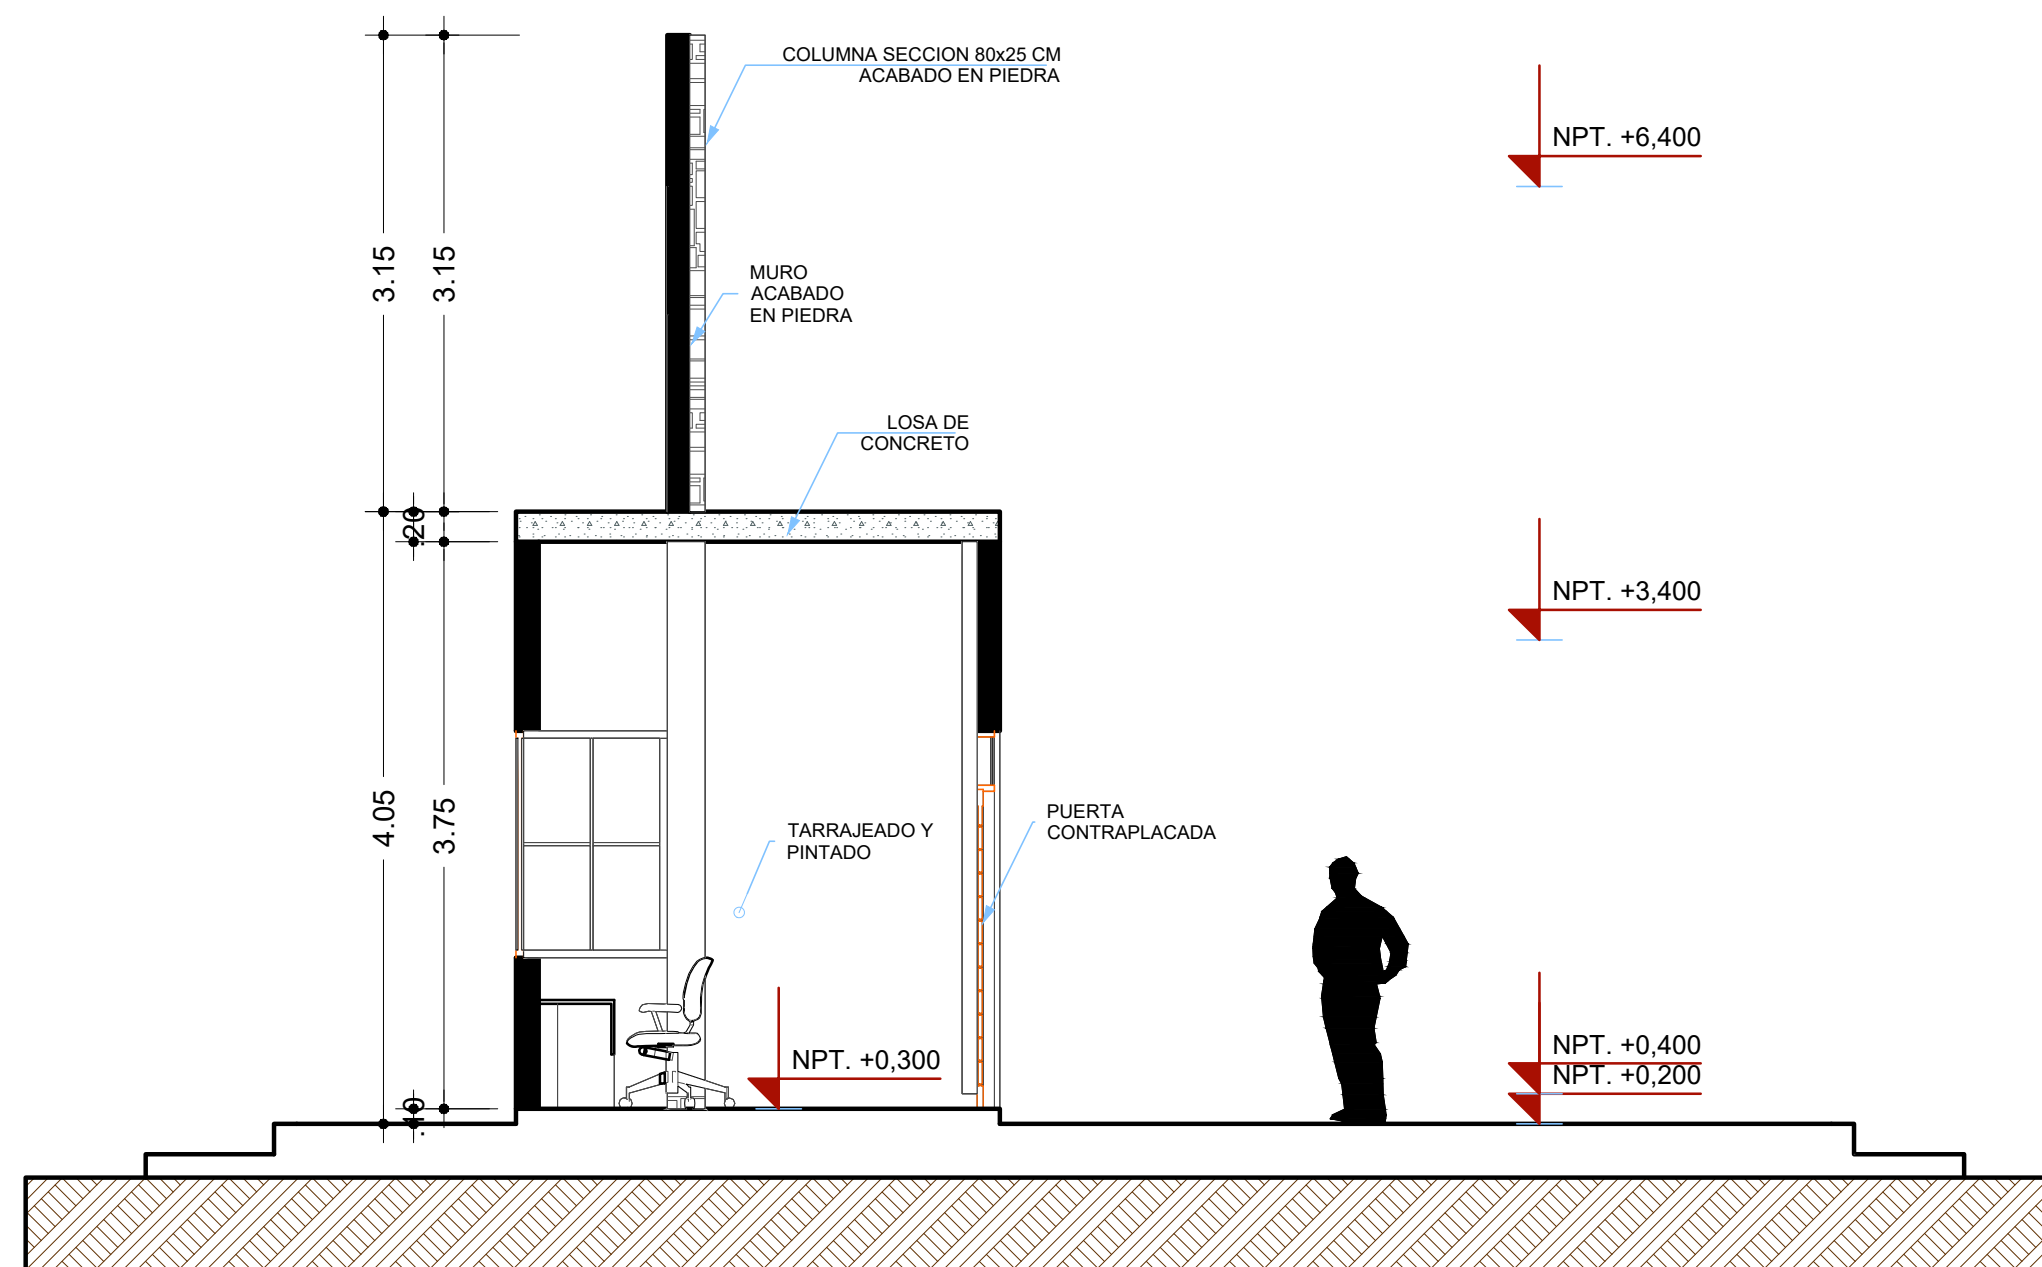 COLUMNA SECCION 80x25 CM
ACABADO EN PIEDRA
NPT. +6,400
3.15
3.15
MURO
ACABADO
EN PIEDRA
LOSA DE
CONCRETO
.20
NPT. +3,400
4.05
3.75
TARRAJEADO Y
PINTADO
PUERTA
CONTRAPLACADA
NPT. +0,300
NPT. +0,400
NPT. +0,200
.10